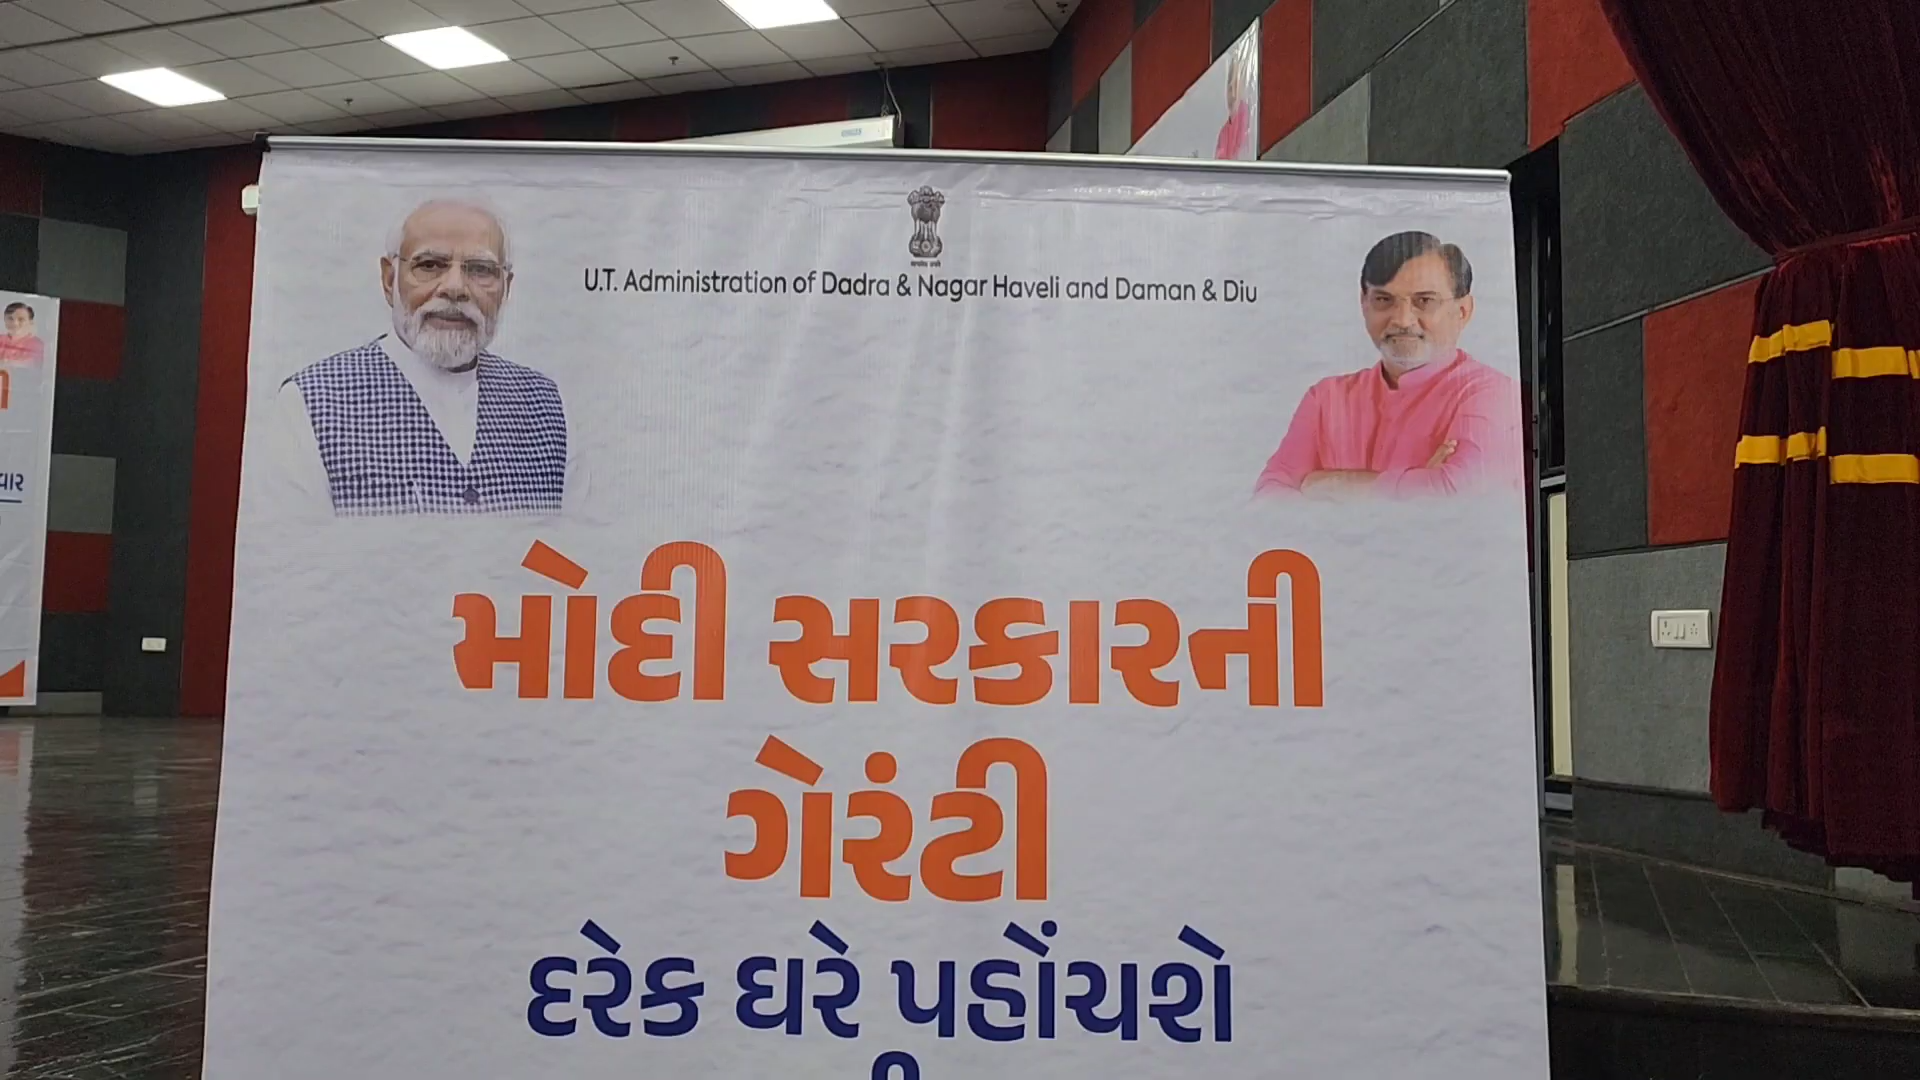 U.T. Administration of Dadra & Nagar Haveli and Daman & Diu
મોદી સરકારની
ગેરંટી
દરેક ઘરે પહોંચશે
વાર